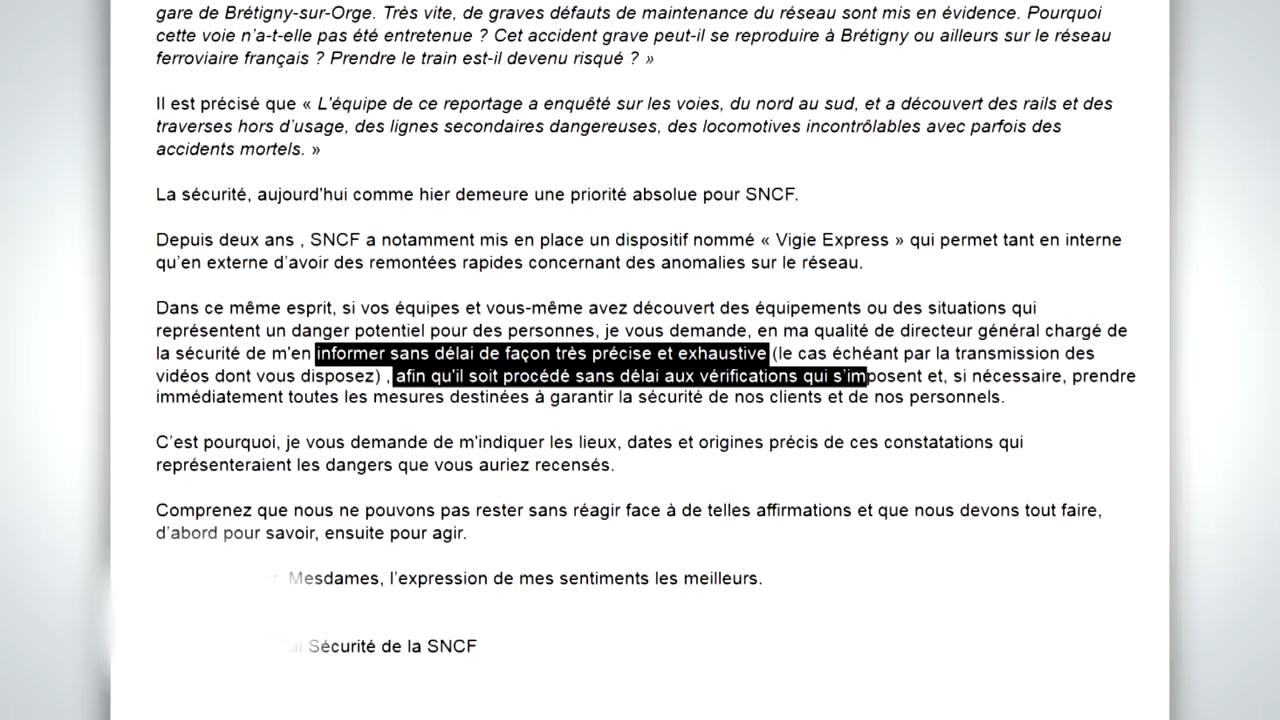 gare de Brétigny-sur-Orge. Très vite, de graves défauts de maintenance du réseau sont mis en évidence. Pourquoi
cette voie n'a-t-elle pas été entretenue ? Cet accident grave peut-il se reproduire à Brétigny ou ailleurs sur le réseau
ferroviaire français ? Prendre le train est-il devenu risqué ? »
Il est précisé que « L'équipe de ce reportage a enquêté sur les voies, du nord au sud, et a découvert des rails et des
traverses hors d'usage, des lignes secondaires dangereuses, des locomotives incontrôlables avec parfois des
accidents mortels. »
La sécurité, aujourd'hui comme hier demeure une priorité absolue pour SNCF.
Depuis deux ans , SNCF a notamment mis en place un dispositif nommé « Vigie Express » qui permet tant en interne
qu'en externe d'avoir des remontées rapides concernant des anomalies sur le réseau.
Dans ce même esprit, si vos équipes et vous-même avez découvert des équipements ou des situations qui
représentent un danger potentiel pour des personnes, je vous demande, en ma qualité de directeur général chargé de
la sécurité de m'en informer sans délai de façon très précise et exhaustive (le cas échéant par la transmission des
vidéos dont vous disposez) , afin qu'il soit procédé sans délai aux vérifications qui s'imposent et, si nécessaire, prendre
immédiatement toutes les mesures destinées à garantir la sécurité de nos clients et de nos personnels.
C'est pourquoi, je vous demande de m'indiquer les lieux, dates et origines précis de ces constatations qui
représenteraient les dangers que vous auriez recensés.
Comprenez que nous ne pouvons pas rester sans réagir face à de telles affirmations et que nous devons tout faire,
d'abord pour savoir, ensuite pour agir.
Mesdames, l'expression de mes sentiments les meilleurs.
Sécurité de la SNCF